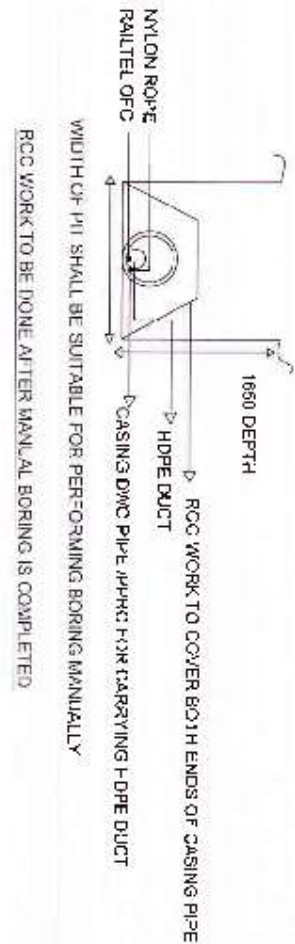 NYLON ROPE
RAILTEL OFC
1650 DEPTH
RCC WORK TO COVER BOTH ENDS OF CASING PIPE
HDPE DUCT
CASING DWC PIPE FOR CARRYING HDPE DUCT
WIDTH OF PIT SHALL BE SUITABLE FOR PERFORMING BORING MANUALLY
RCC WORK TO BE DONE AFTER MANUAL BORING IS COMPLETED